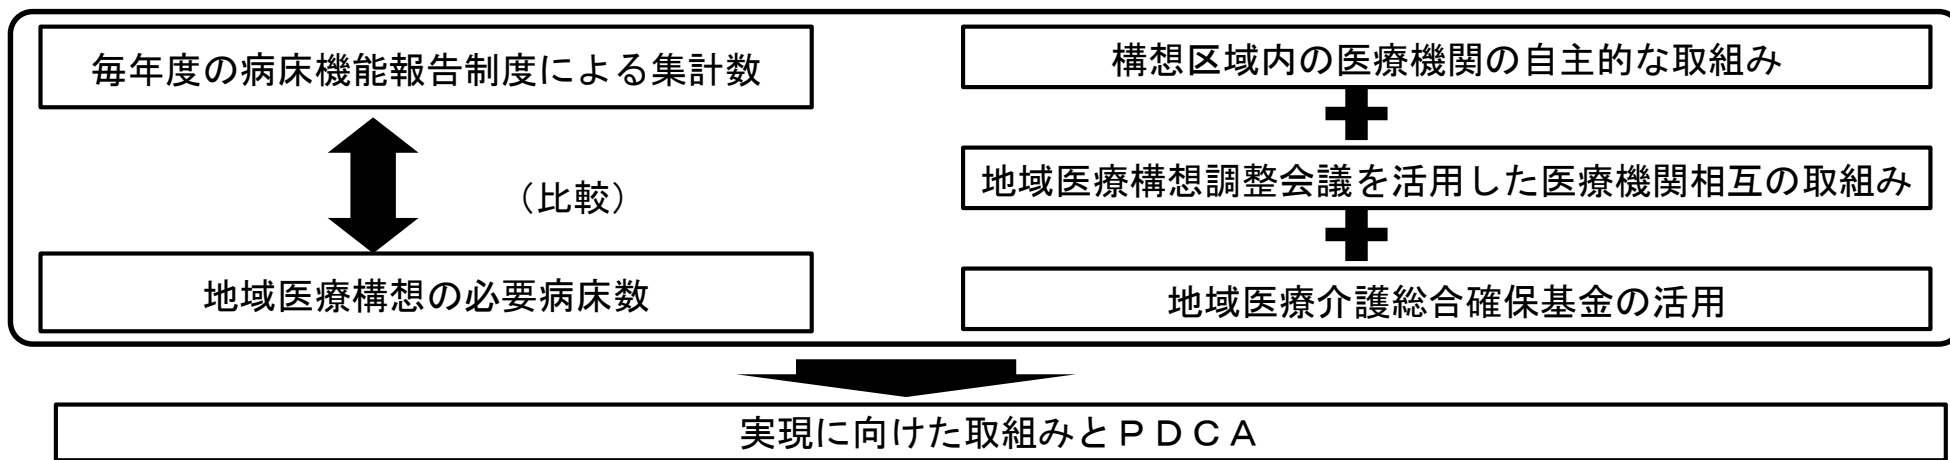 毎年度の病床機能報告制度による集計数
（比較）
地域医療構想の必要病床数
構想区域内の医療機関の自主的な取組み
地域医療構想調整会議を活用した医療機関相互の取組み
地域医療介護総合確保基金の活用
実現に向けた取組みとＰＤＣＡ